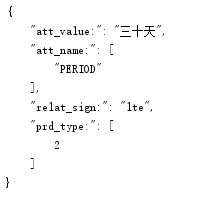 {
"att_value:": "三十天",
"att_name": [
"PERIOD"
],
"relat_sign": "lte",
"prd_type:": [
2
]
}